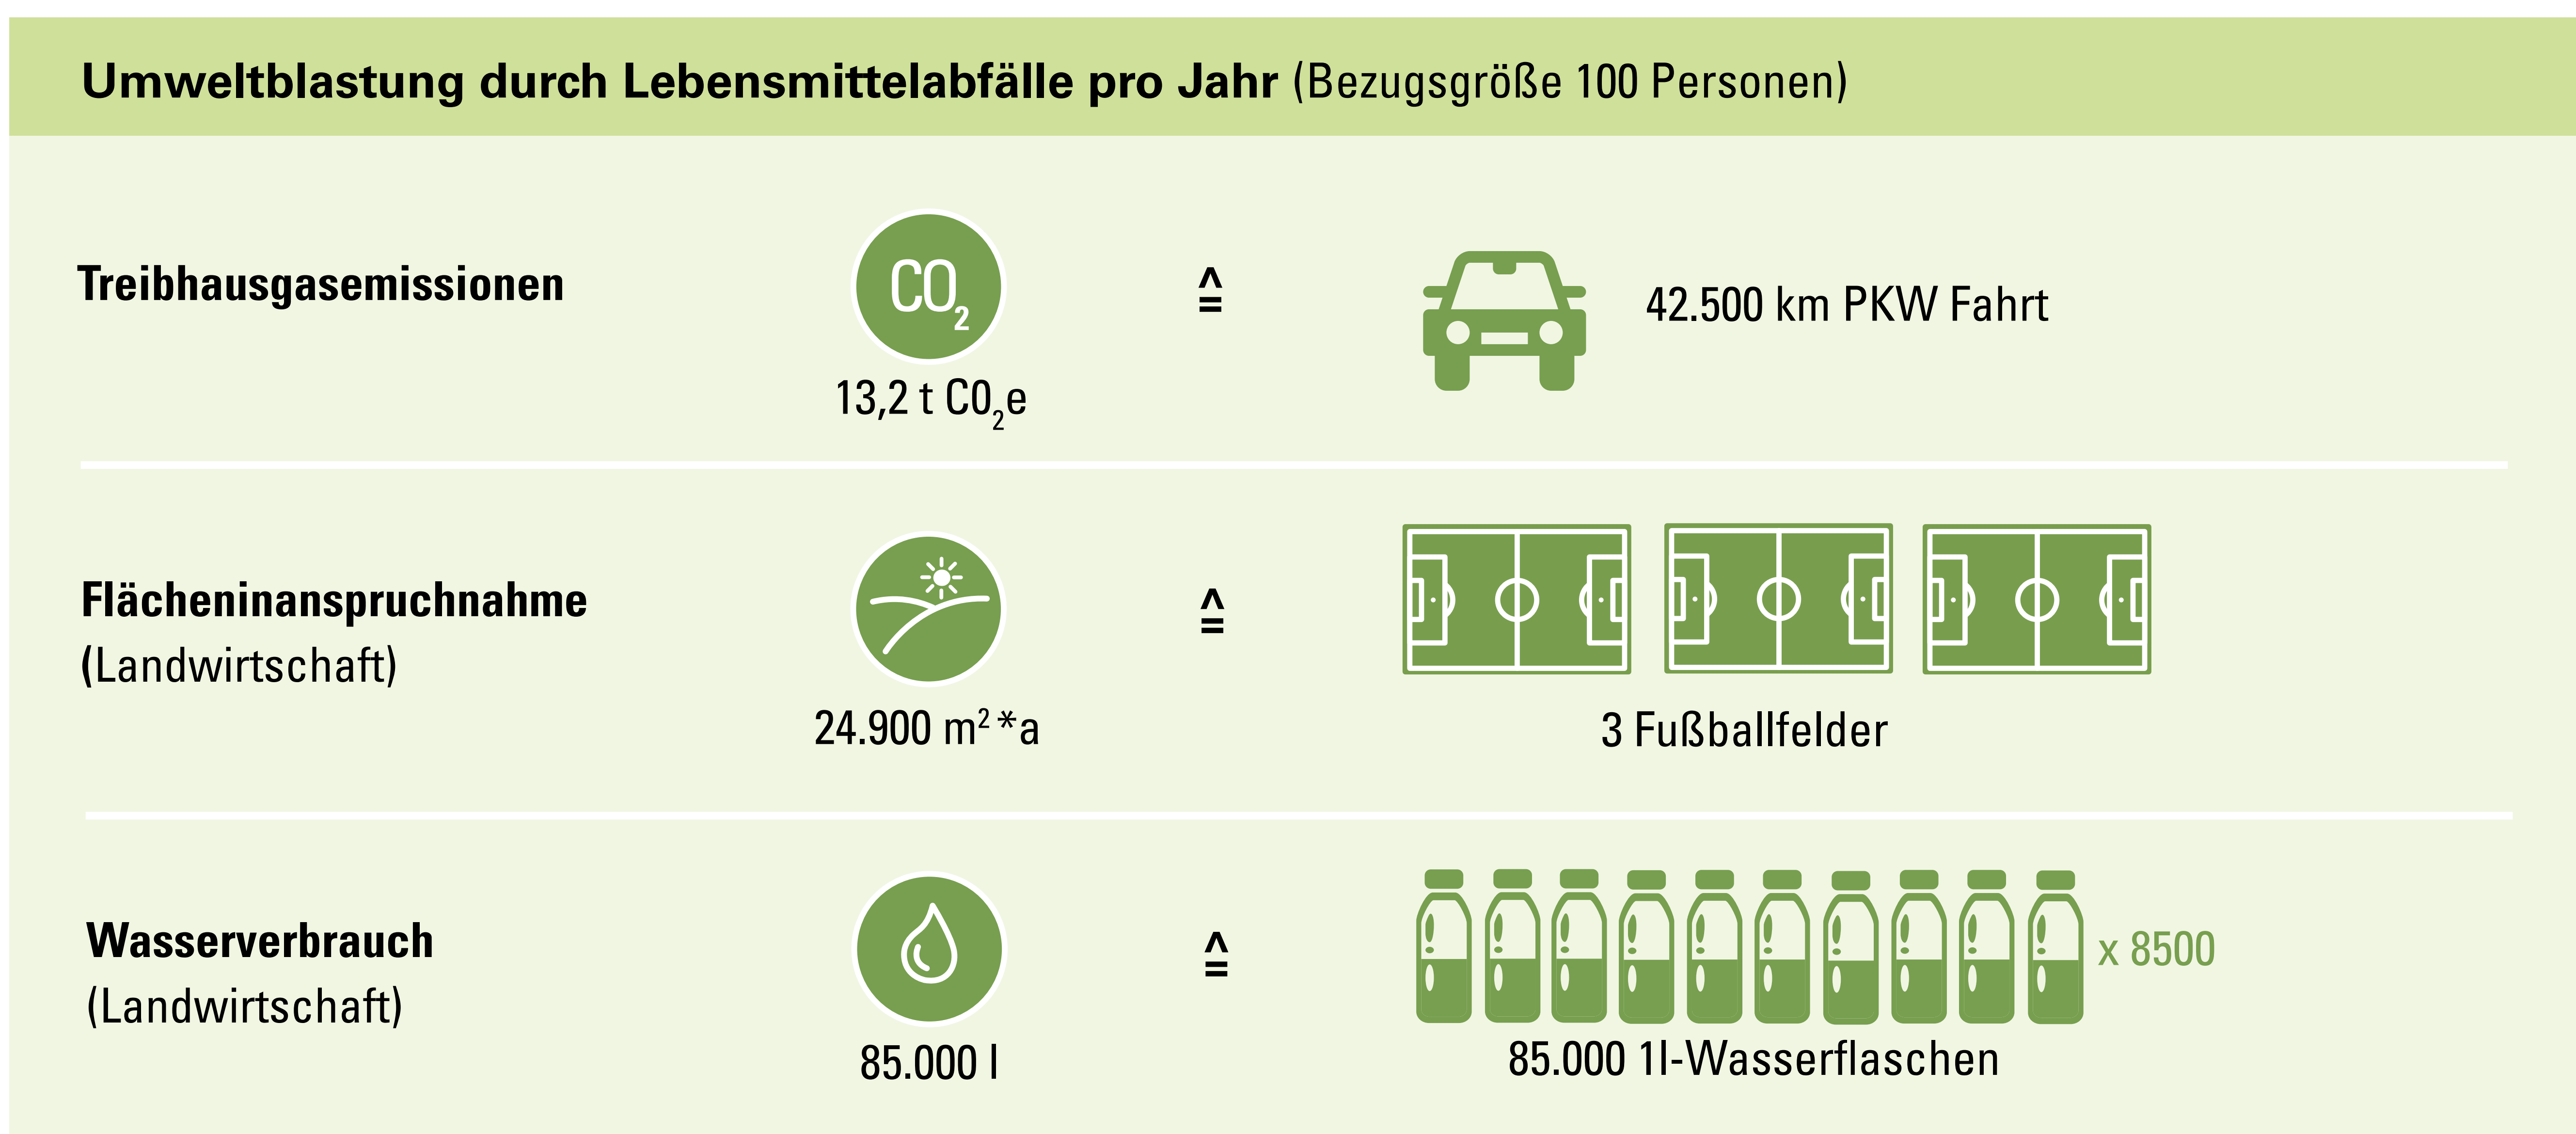 Umweltblastung durch Lebensmittelabfälle pro Jahr (Bezugsgröße 100 Personen)
Treibhausgasemissionen
CO₂
13,2 t C0₂e
≙
42.500 km PKW Fahrt
Flächeninanspruchnahme
(Landwirtschaft)
24.900 m² *a
≙
3 Fußballfelder
Wasserverbrauch
(Landwirtschaft)
85.000 l
≙
x 8500
85.000 1l-Wasserflaschen